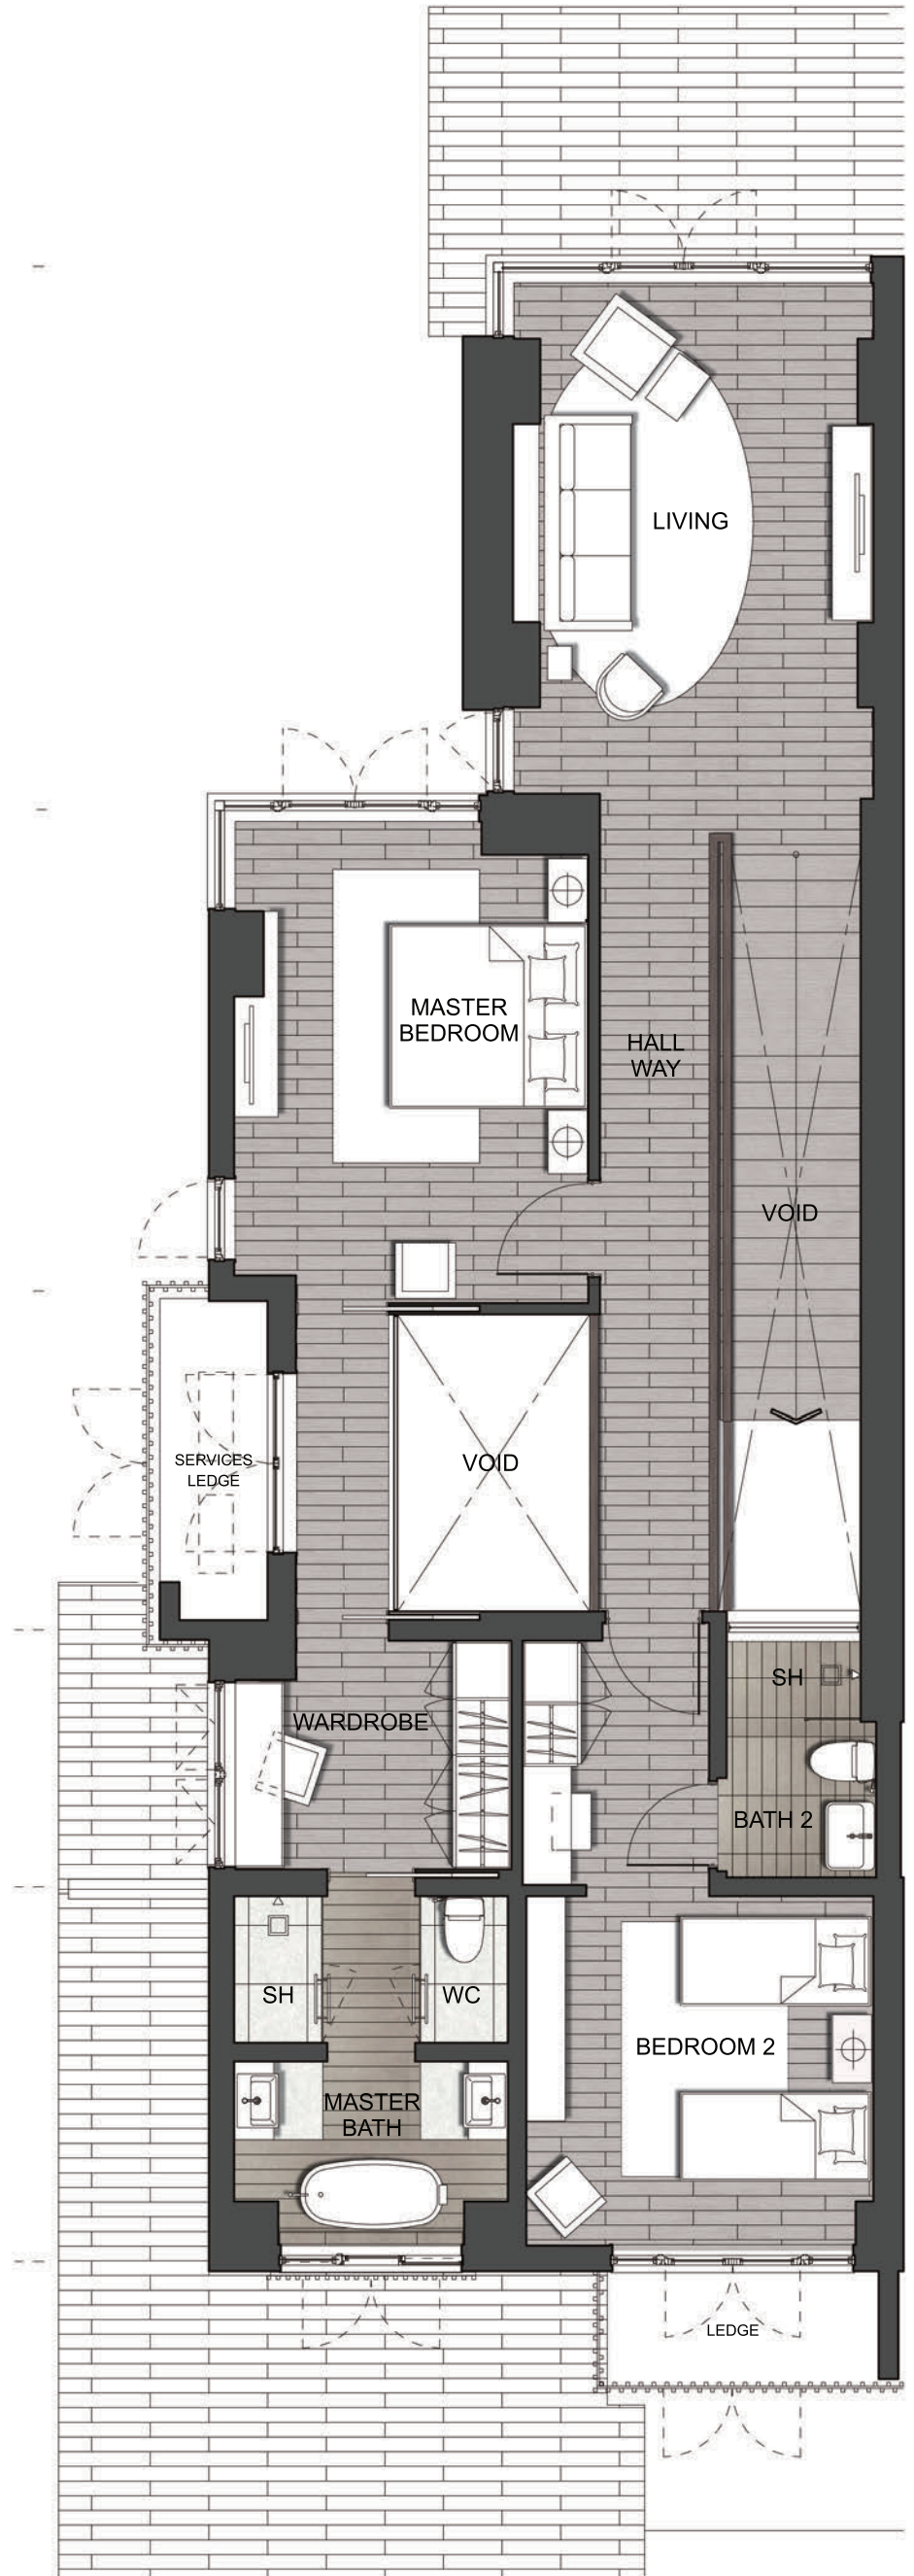 LIVING
MASTER
BEDROOM
HALL
WAY
VOID
VOID
SERVICES
LEDGE
SH
WARDROBE
BATH 2
SH
WC
BEDROOM 2
MASTER
BATH
LEDGE